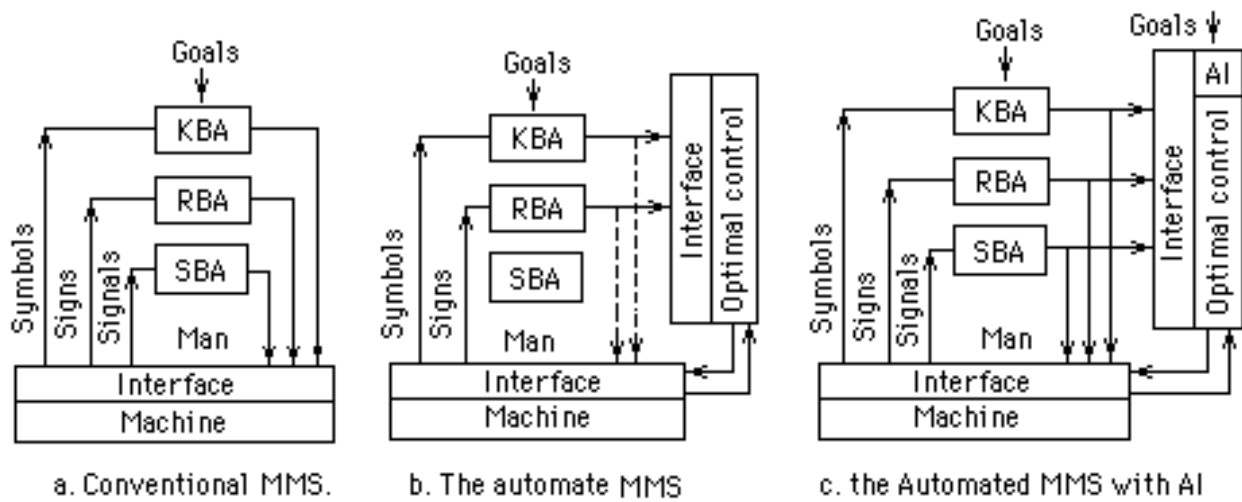 Goals
KBA
RBA
SBA
Symbols
Signs
Signals
Man
Interface
Machine
a. Conventional MMS.
Goals
KBA
RBA
SBA
Symbols
Signs
Man
Interface
Optimal control
Interface
Machine
b. The automate MMS
Goals
Goals
KBA
RBA
SBA
Symbols
Signs
Signals
Man
AI
Interface
Optimal control
Interface
Machine
c. the Automated MMS with AI